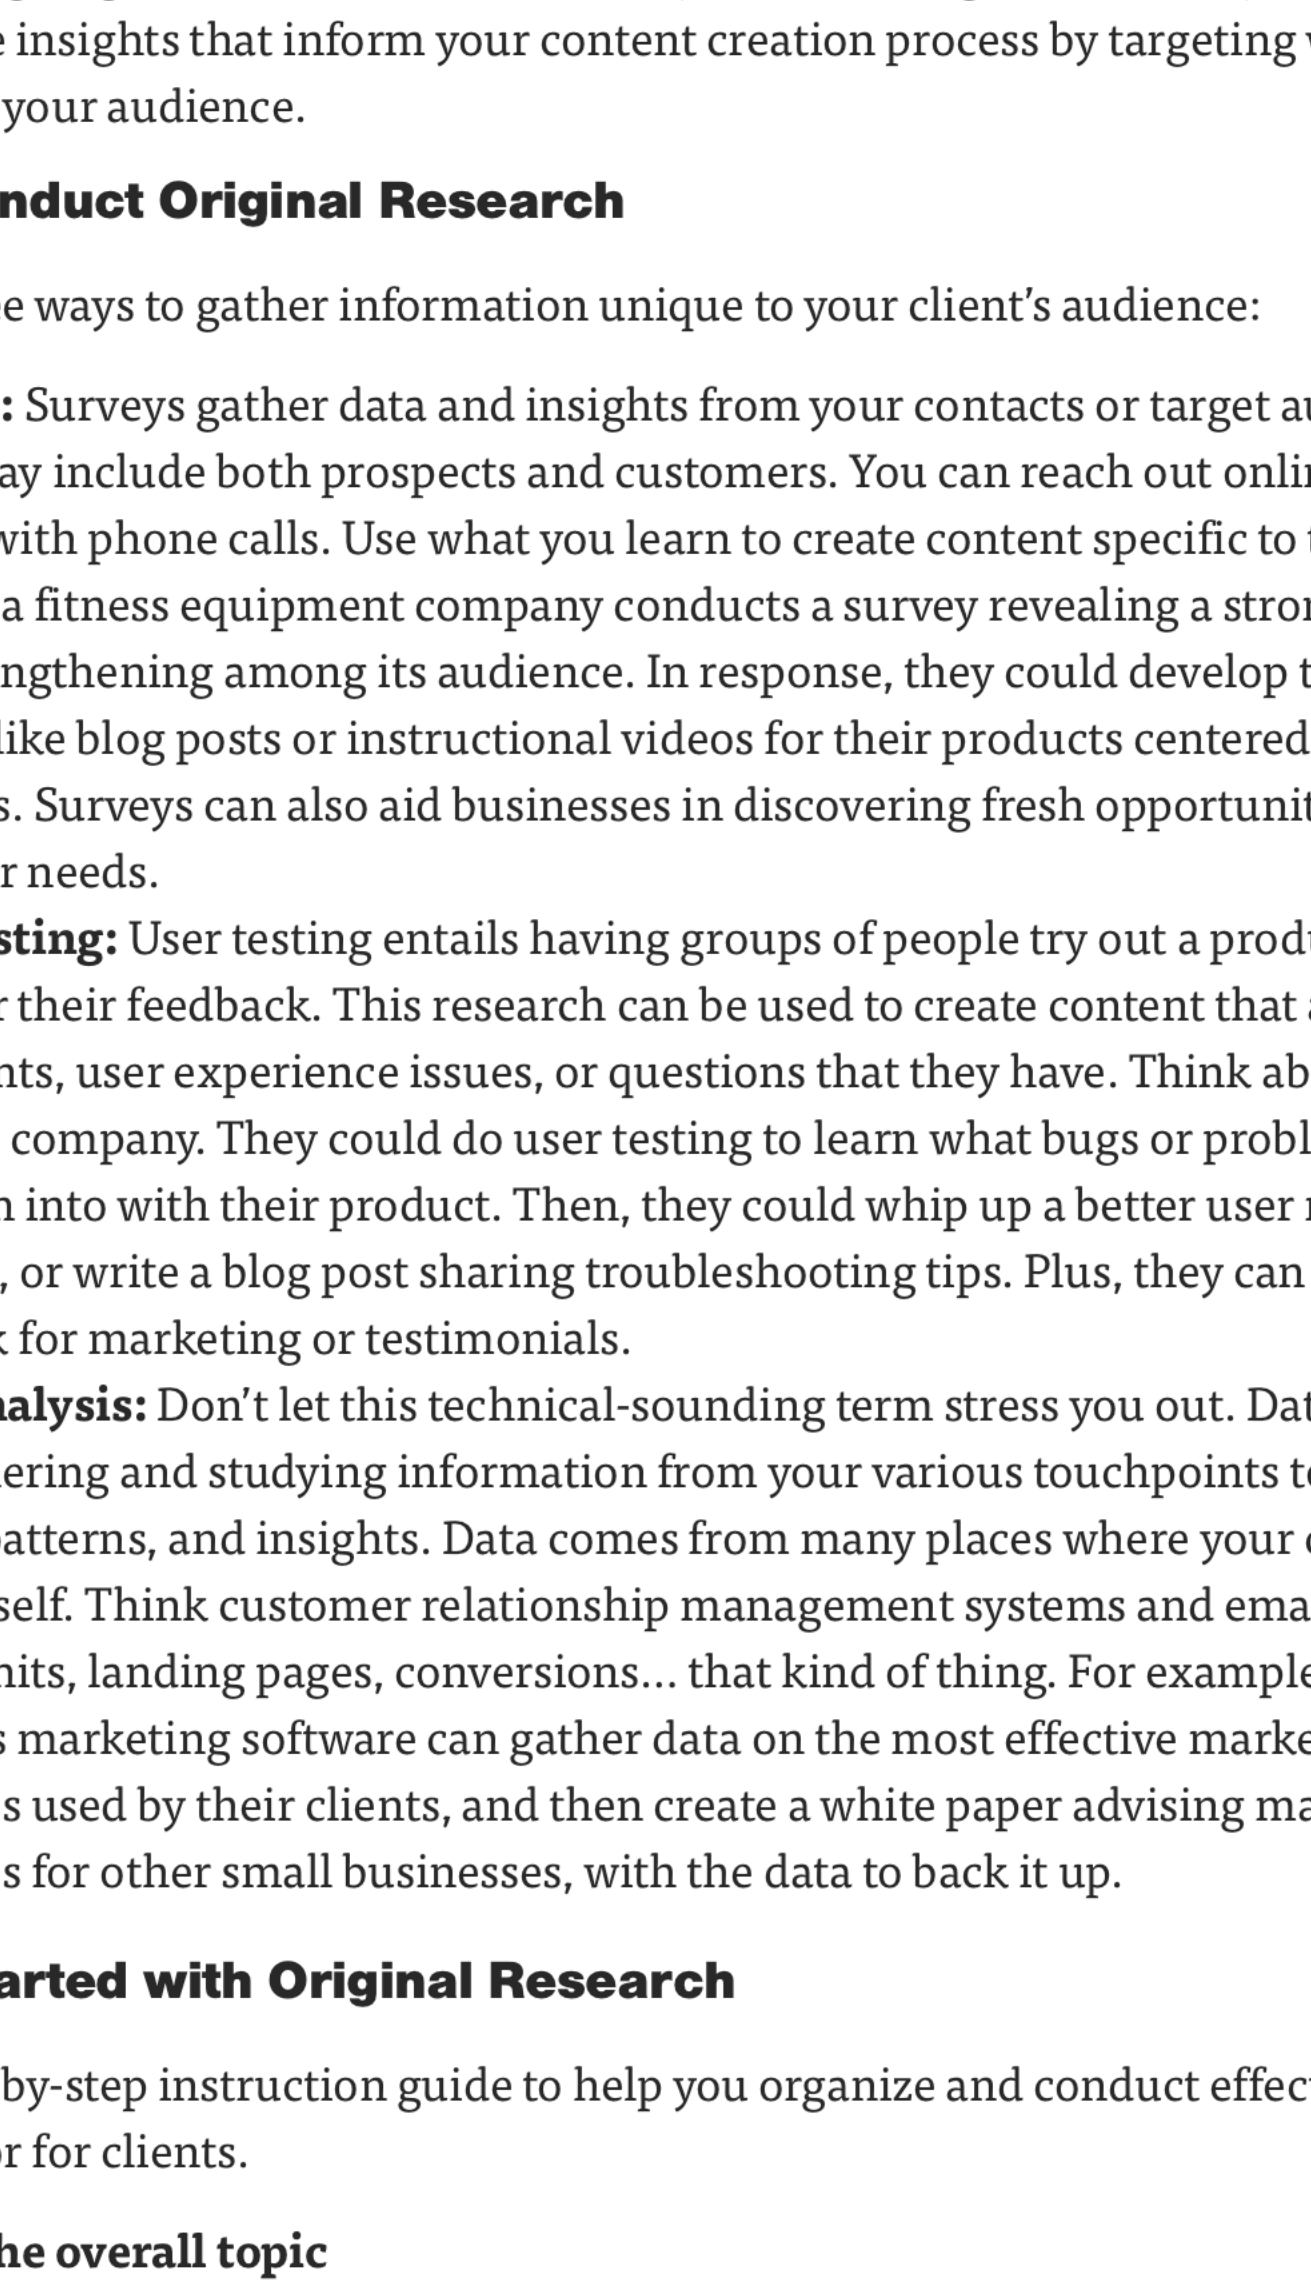 insights that inform your content creation process by targeting
your audience.
nduct Original Research
ways to gather information unique to your client’s audience:
: Surveys gather data and insights from your contacts or target
include both prospects and customers. You can reach out
with phone calls. Use what you learn to create content specific to
a fitness equipment company conducts a survey revealing a
ngthening among its audience. In response, they could develop
like blog posts or instructional videos for their products centered
s. Surveys can also aid businesses in discovering fresh
r needs.
sting: User testing entails having groups of people try out a
their feedback. This research can be used to create content that
nts, user experience issues, or questions that they have. Think
company. They could do user testing to learn what bugs or
into with their product. Then, they could whip up a better user
, or write a blog post sharing troubleshooting tips. Plus, they can
for marketing or testimonials.
alysis: Don’t let this technical-sounding term stress you out.
ering and studying information from your various touchpoints
atterns, and insights. Data comes from many places where your
self. Think customer relationship management systems and
hits, landing pages, conversions… that kind of thing. For example
s marketing software can gather data on the most effective
s used by their clients, and then create a white paper advising
s for other small businesses, with the data to back it up.
arted with Original Research
by-step instruction guide to help you organize and conduct
or for clients.
he overall topic